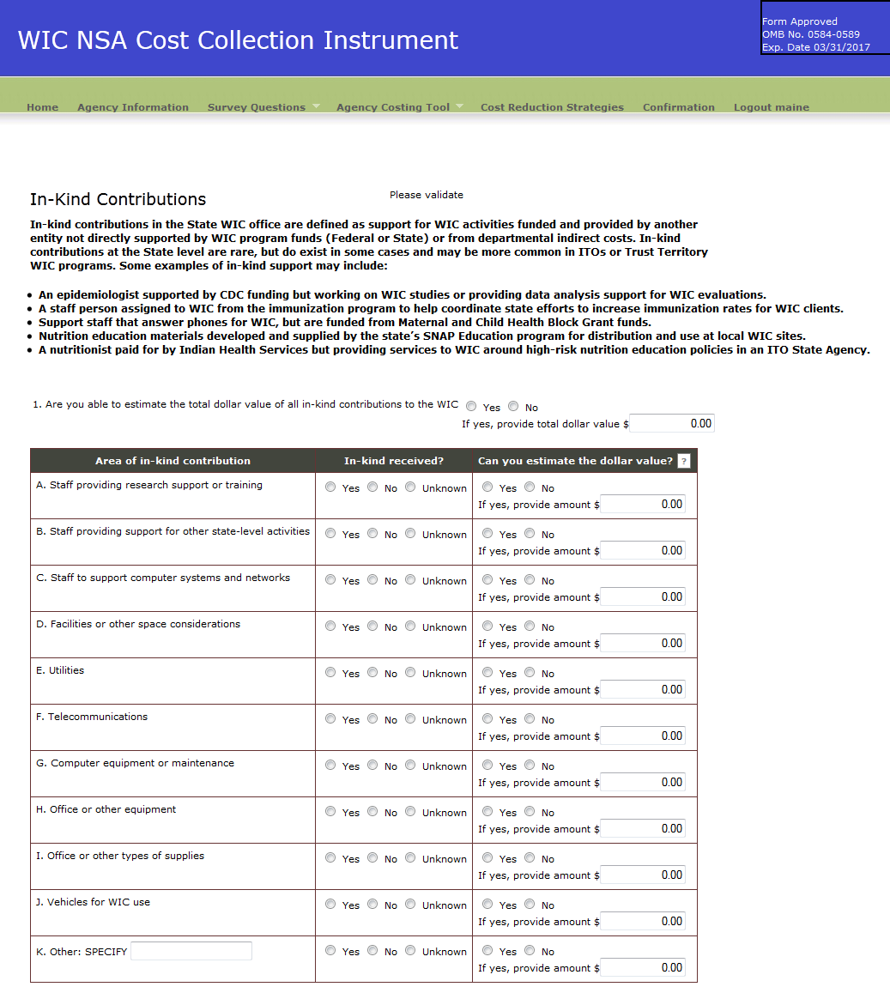 WIC NSA Cost Collection Instrument
Form Approved
OMB No. 0584-0589
Exp. Date 03/31/2017
Home Agency Information Survey Questions Agency Costing Tool Cost Reduction Strategies Confirmation Logout maine
In-Kind Contributions
Please validate
In-kind contributions in the State WIC office are defined as support for WIC activities funded and provided by another
entity not directly supported by WIC program funds (Federal or State) or from departmental indirect costs. In-kind
contributions at the State level are rare, but do exist in some cases and may be more common in ITOs or Trust Territory
WIC programs. Some examples of in-kind support may include:
• An epidemiologist supported by CDC funding but working on WIC studies or providing data analysis support for WIC evaluations.
• A staff person assigned to WIC from the immunization program to help coordinate state efforts to increase immunization rates for WIC clients.
• Support staff that answer phones for WIC, but are funded from Maternal and Child Health Block Grant funds.
• Nutrition education materials developed and supplied by the state's SNAP Education program for distribution and use at local WIC sites.
• A nutritionist paid for by Indian Health Services but providing services to WIC around high-risk nutrition education policies in an ITO State Agency.
1. Are you able to estimate the total dollar value of all in-kind contributions to the WIC Yes No
If yes, provide total dollar value $ 0.00
Area of in-kind contribution In-kind received? Can you estimate the dollar value? ?
A. Staff providing research support or training Yes No Unknown Yes No
If yes, provide amount $ 0.00
B. Staff providing support for other state-level activities Yes No Unknown Yes No
If yes, provide amount $ 0.00
C. Staff to support computer systems and networks Yes No Unknown Yes No
If yes, provide amount $ 0.00
D. Facilities or other space considerations Yes No Unknown Yes No
If yes, provide amount $ 0.00
E. Utilities Yes No Unknown Yes No
If yes, provide amount $ 0.00
F. Telecommunications Yes No Unknown Yes No
If yes, provide amount $ 0.00
G. Computer equipment or maintenance Yes No Unknown Yes No
If yes, provide amount $ 0.00
H. Office or other equipment Yes No Unknown Yes No
If yes, provide amount $ 0.00
I. Office or other types of supplies Yes No Unknown Yes No
If yes, provide amount $ 0.00
J. Vehicles for WIC use Yes No Unknown Yes No
If yes, provide amount $ 0.00
K. Other: SPECIFY Yes No Unknown Yes No
If yes, provide amount $ 0.00